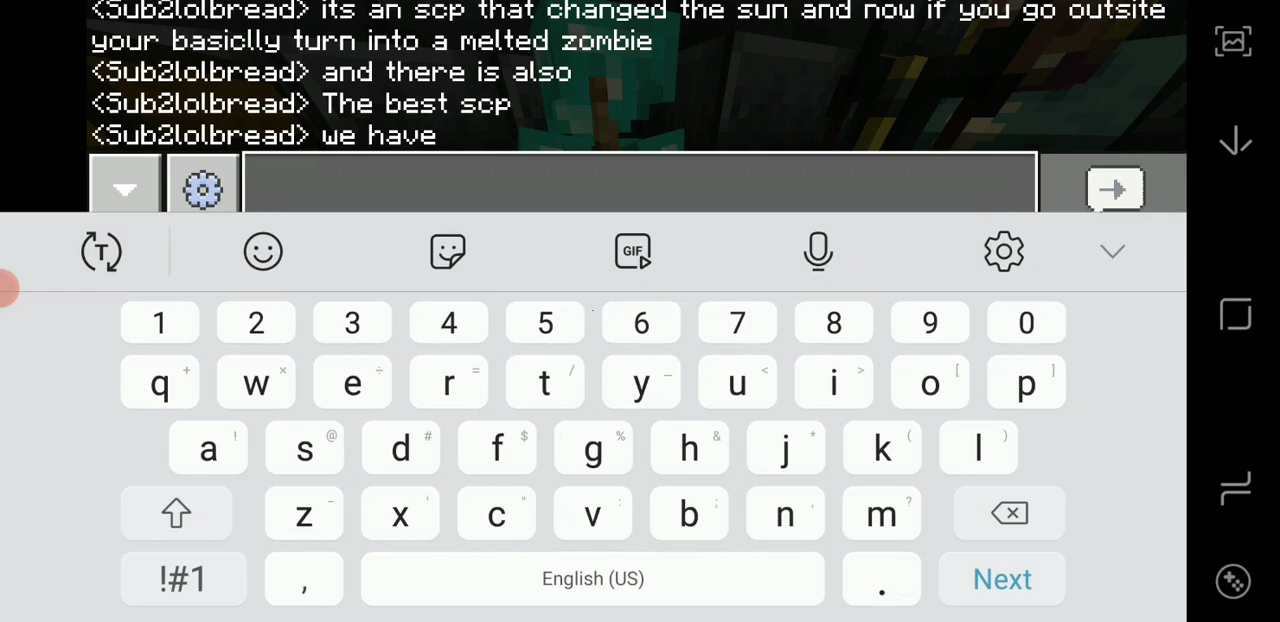 <Sub2lolbread> its an scp that changed the sun and now if you go outsite
your basiclly turn into a melted zombie
<Sub2lolbread> and there is also
<Sub2lolbread> The best scp
<Sub2lolbread> we have
T GIF
1 2 3 4 5 6 7 8 9 0
q + w × e ÷ r = t / y _ u < i > o [ p ]
a ! s @ d # f $ g % h & j * k ( l )
z - x ' c " v : b ; n , m ?
!#1 , English (US) . Next